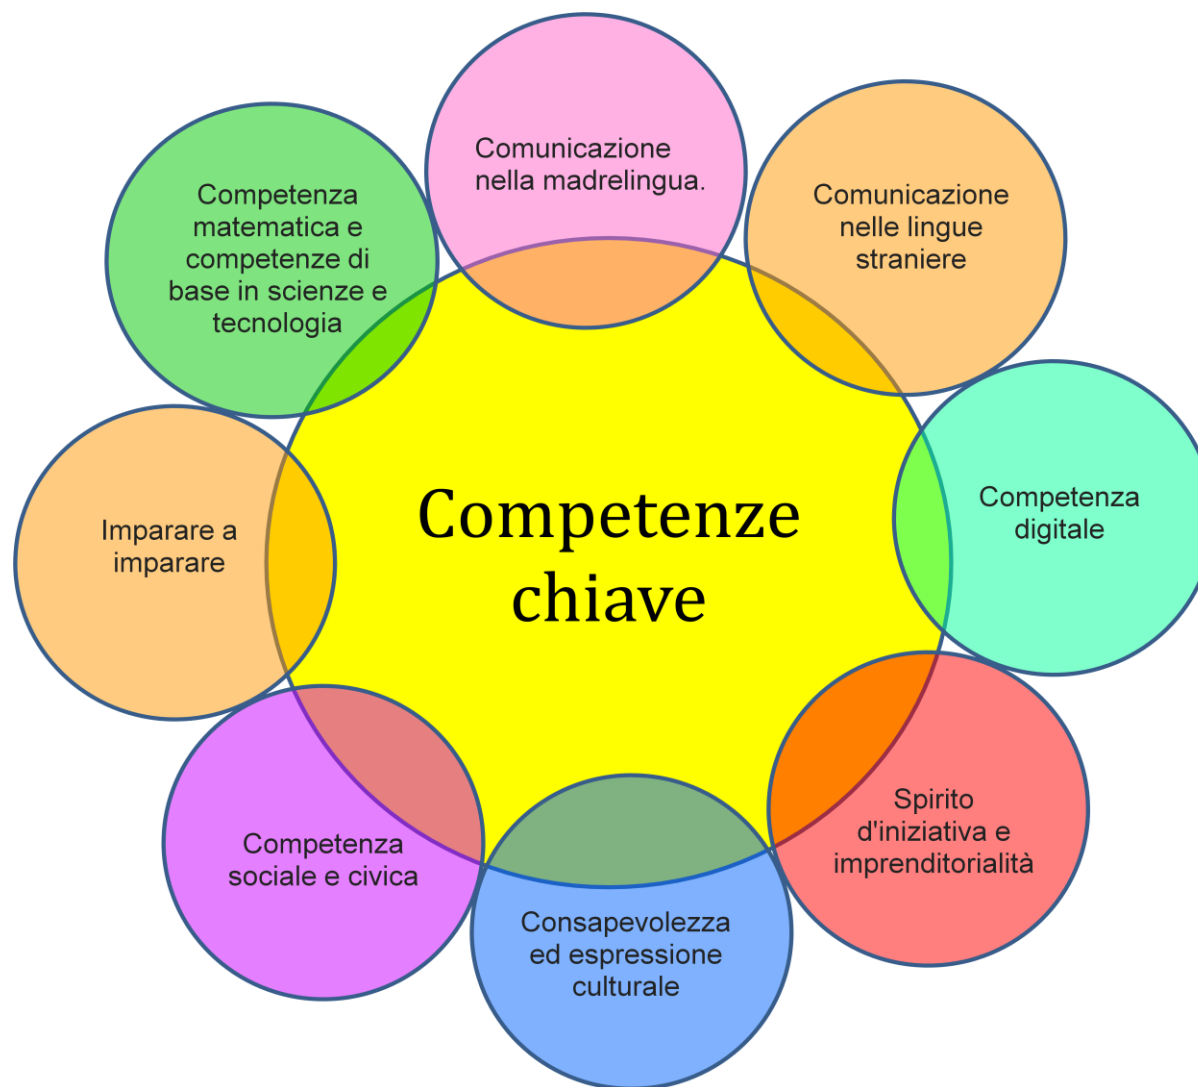 Comunicazione
nella madrelingua.
Comunicazione
nelle lingue
straniere
Competenza
digitale
Spirito
d'iniziativa e
imprenditorialità
Consapevolezza
ed espressione
culturale
Competenza
sociale e civica
Imparare a
imparare
Competenza
matematica e
competenze di
base in scienze e
tecnologia
Competenze
chiave